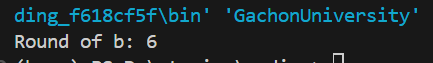 ding_f618cf5f\bin' 'GachonUniversity'
Round of b: 6